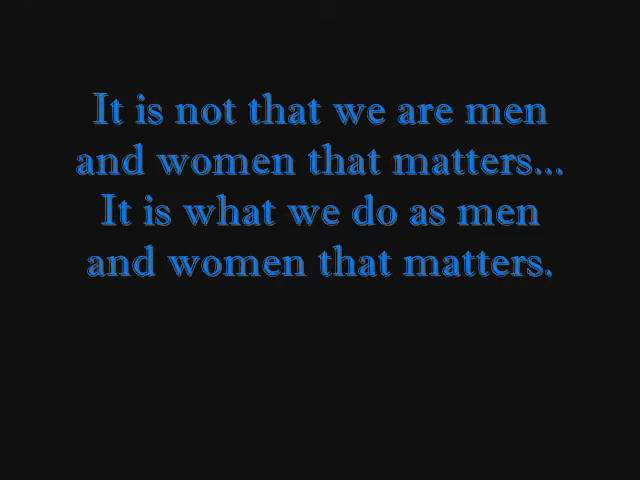 It is not that we are men
and women that matters...
It is what we do as men
and women that matters.